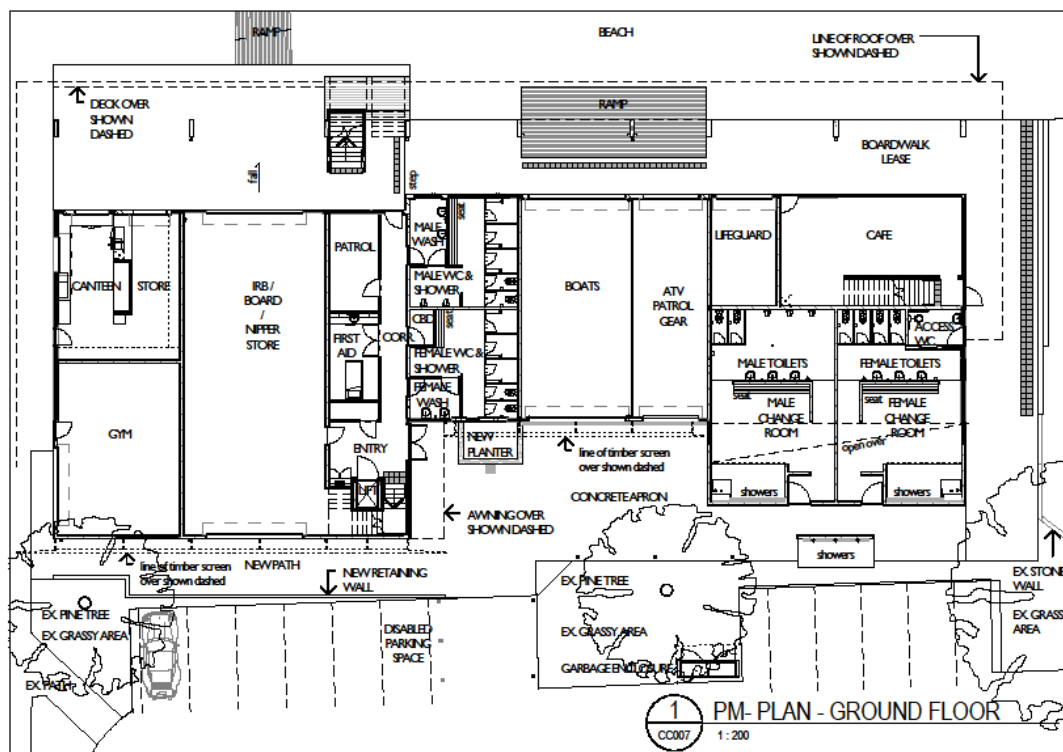 RAMP
BEACH
LINE OF ROOF OVER
SHOWN DASHED
DECK OVER
SHOWN
DASHED
RAMP
BOARDWALK
LEASE
fall
step
seat
MALE
WASH
PATROL
LIFEGUARD
CAFE
CANTEEN
STORE
IRB /
BOARD
/
NIPPER
STORE
MALE WC &
SHOWER
BOATS
ATV
PATROL
GEAR
CBD
seat
FIRST
AID
CORR.
ACCESS
WC
FEMALE WC &
SHOWER
FEMALE
WASH
MALE TOILETS
FEMALE TOILETS
seat
MALE
CHANGE
ROOM
seat
FEMALE
CHANGE
ROOM
open over
GYM
ENTRY
NEW
PLANTER
line of timber screen
over shown dashed
LIFT
CONCRETE APRON
showers
showers
AWNING OVER
SHOWN DASHED
line of timber screen
over shown dashed
NEW PATH
NEW RETAINING
WALL
showers
EX. PINE TREE
EX. STONE
WALL
EX. PINE TREE
EX. GRASSY AREA
DISABLED
PARKING
SPACE
EX. GRASSY AREA
EX. GRASS
AREA
GARBAGE ENCLOSURE
EX. PATH
1
CC007
PM- PLAN - GROUND FLOOR
1 : 200